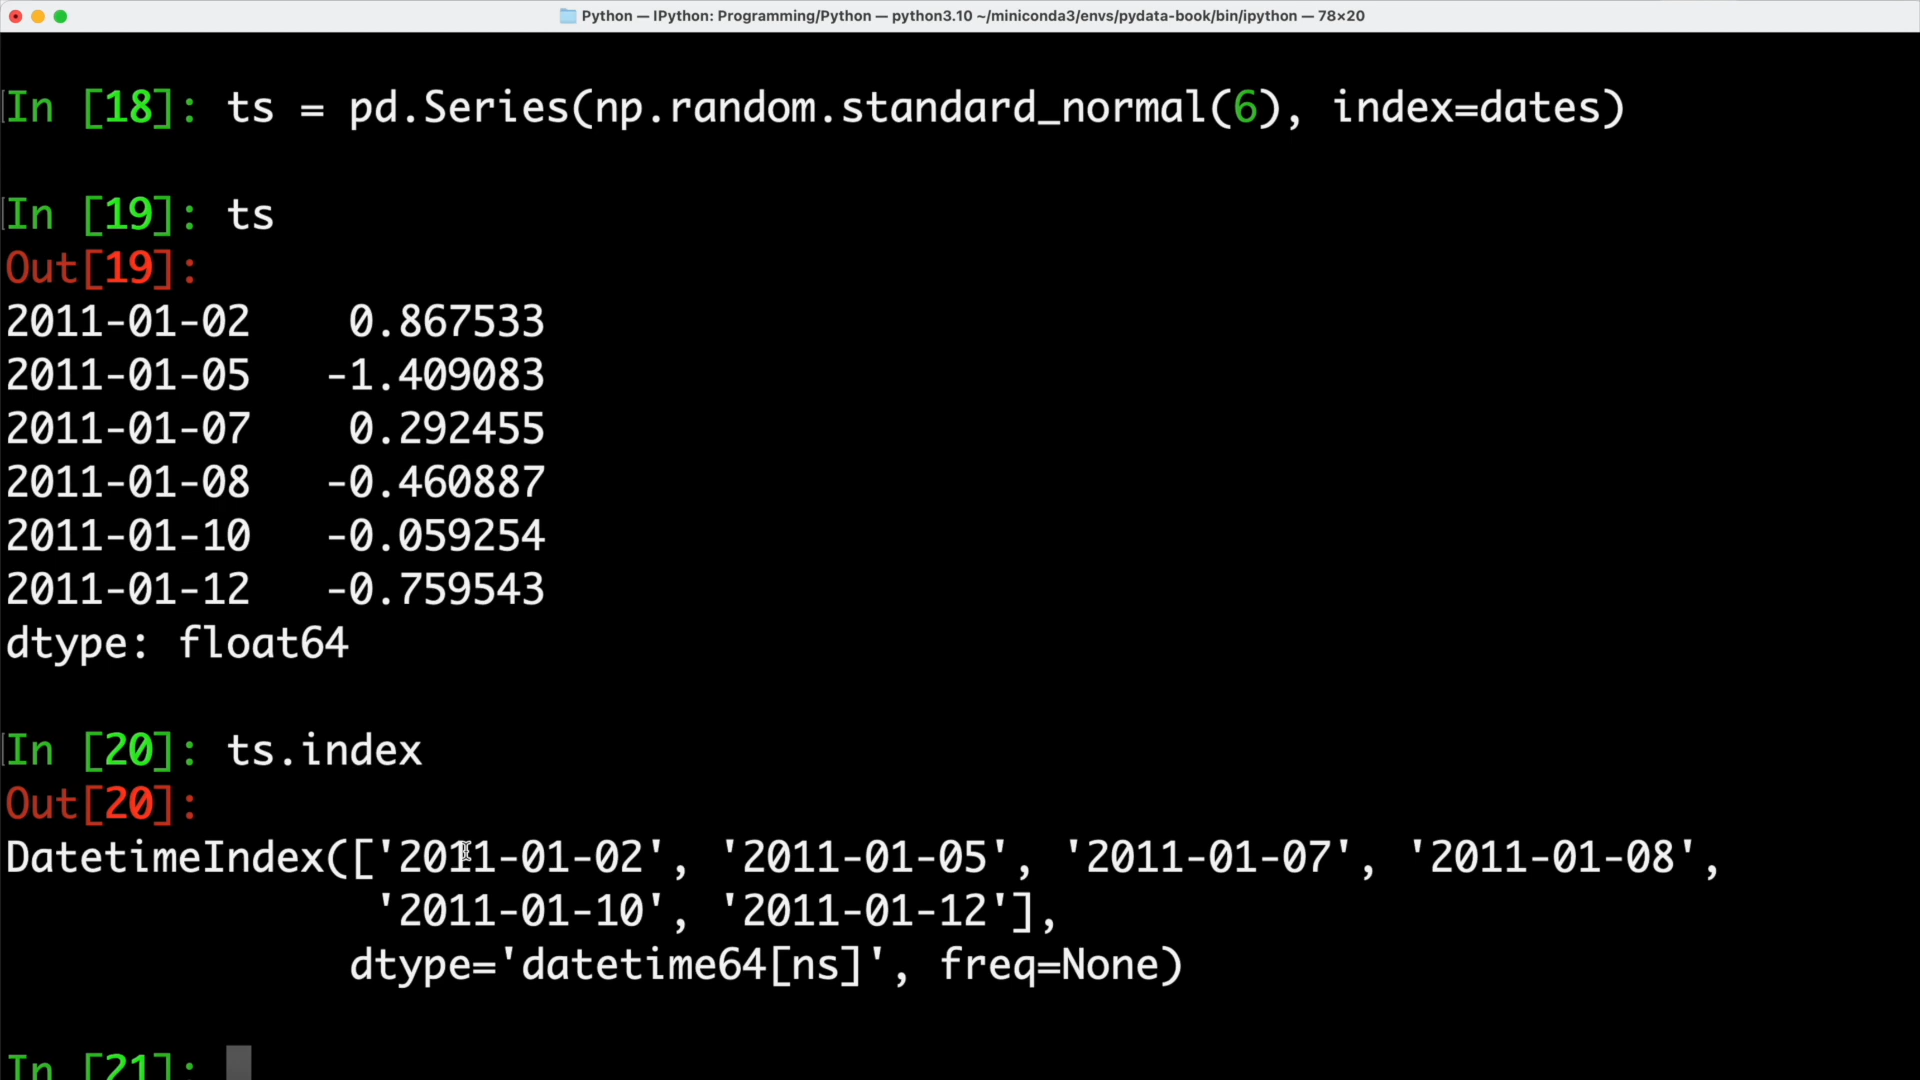 Python — IPython: Programming/Python — python3.10 ~/miniconda3/envs/pydata-book/bin/ipython — 78×20
In [18]: ts = pd.Series(np.random.standard_normal(6), index=dates)
In [19]: ts
Out[19]:
2011-01-02    0.867533
2011-01-05   -1.409083
2011-01-07    0.292455
2011-01-08   -0.460887
2011-01-10   -0.059254
2011-01-12   -0.759543
dtype: float64
In [20]: ts.index
Out[20]:
DatetimeIndex(['2011-01-02', '2011-01-05', '2011-01-07', '2011-01-08',
               '2011-01-10', '2011-01-12'],
              dtype='datetime64[ns]', freq=None)
In [21]: